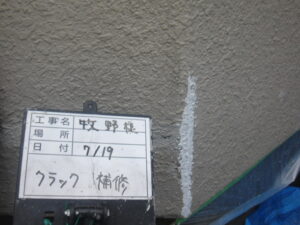 工事名 牧野様
場所
日付 7/19
クラック 補修